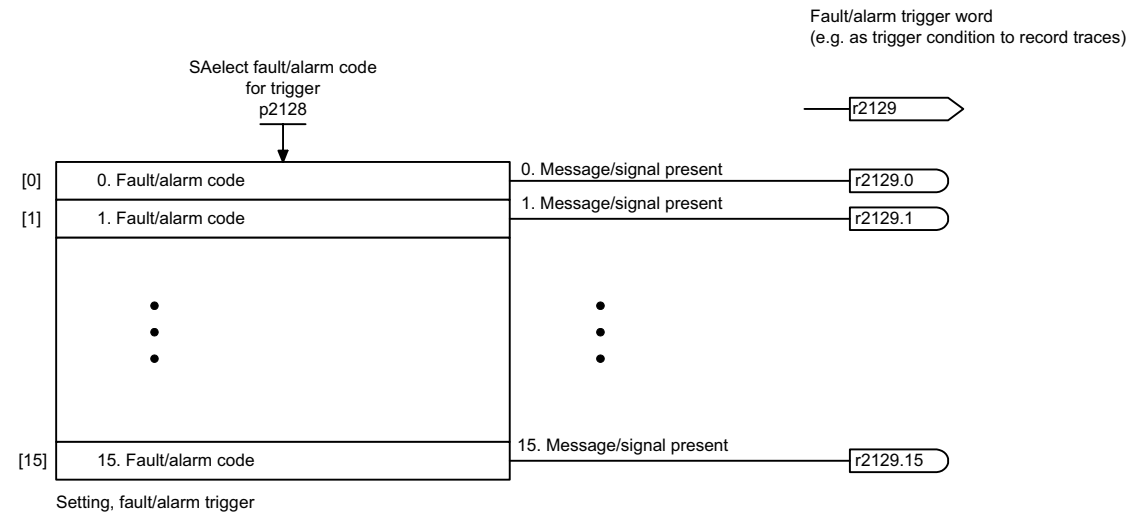 Fault/alarm trigger word
(e.g. as trigger condition to record traces)
SAelect fault/alarm code
for trigger
p2128
r2129
[0] 0. Fault/alarm code 0. Message/signal present r2129.0
[1] 1. Fault/alarm code 1. Message/signal present r2129.1
[15] 15. Fault/alarm code 15. Message/signal present r2129.15
Setting, fault/alarm trigger